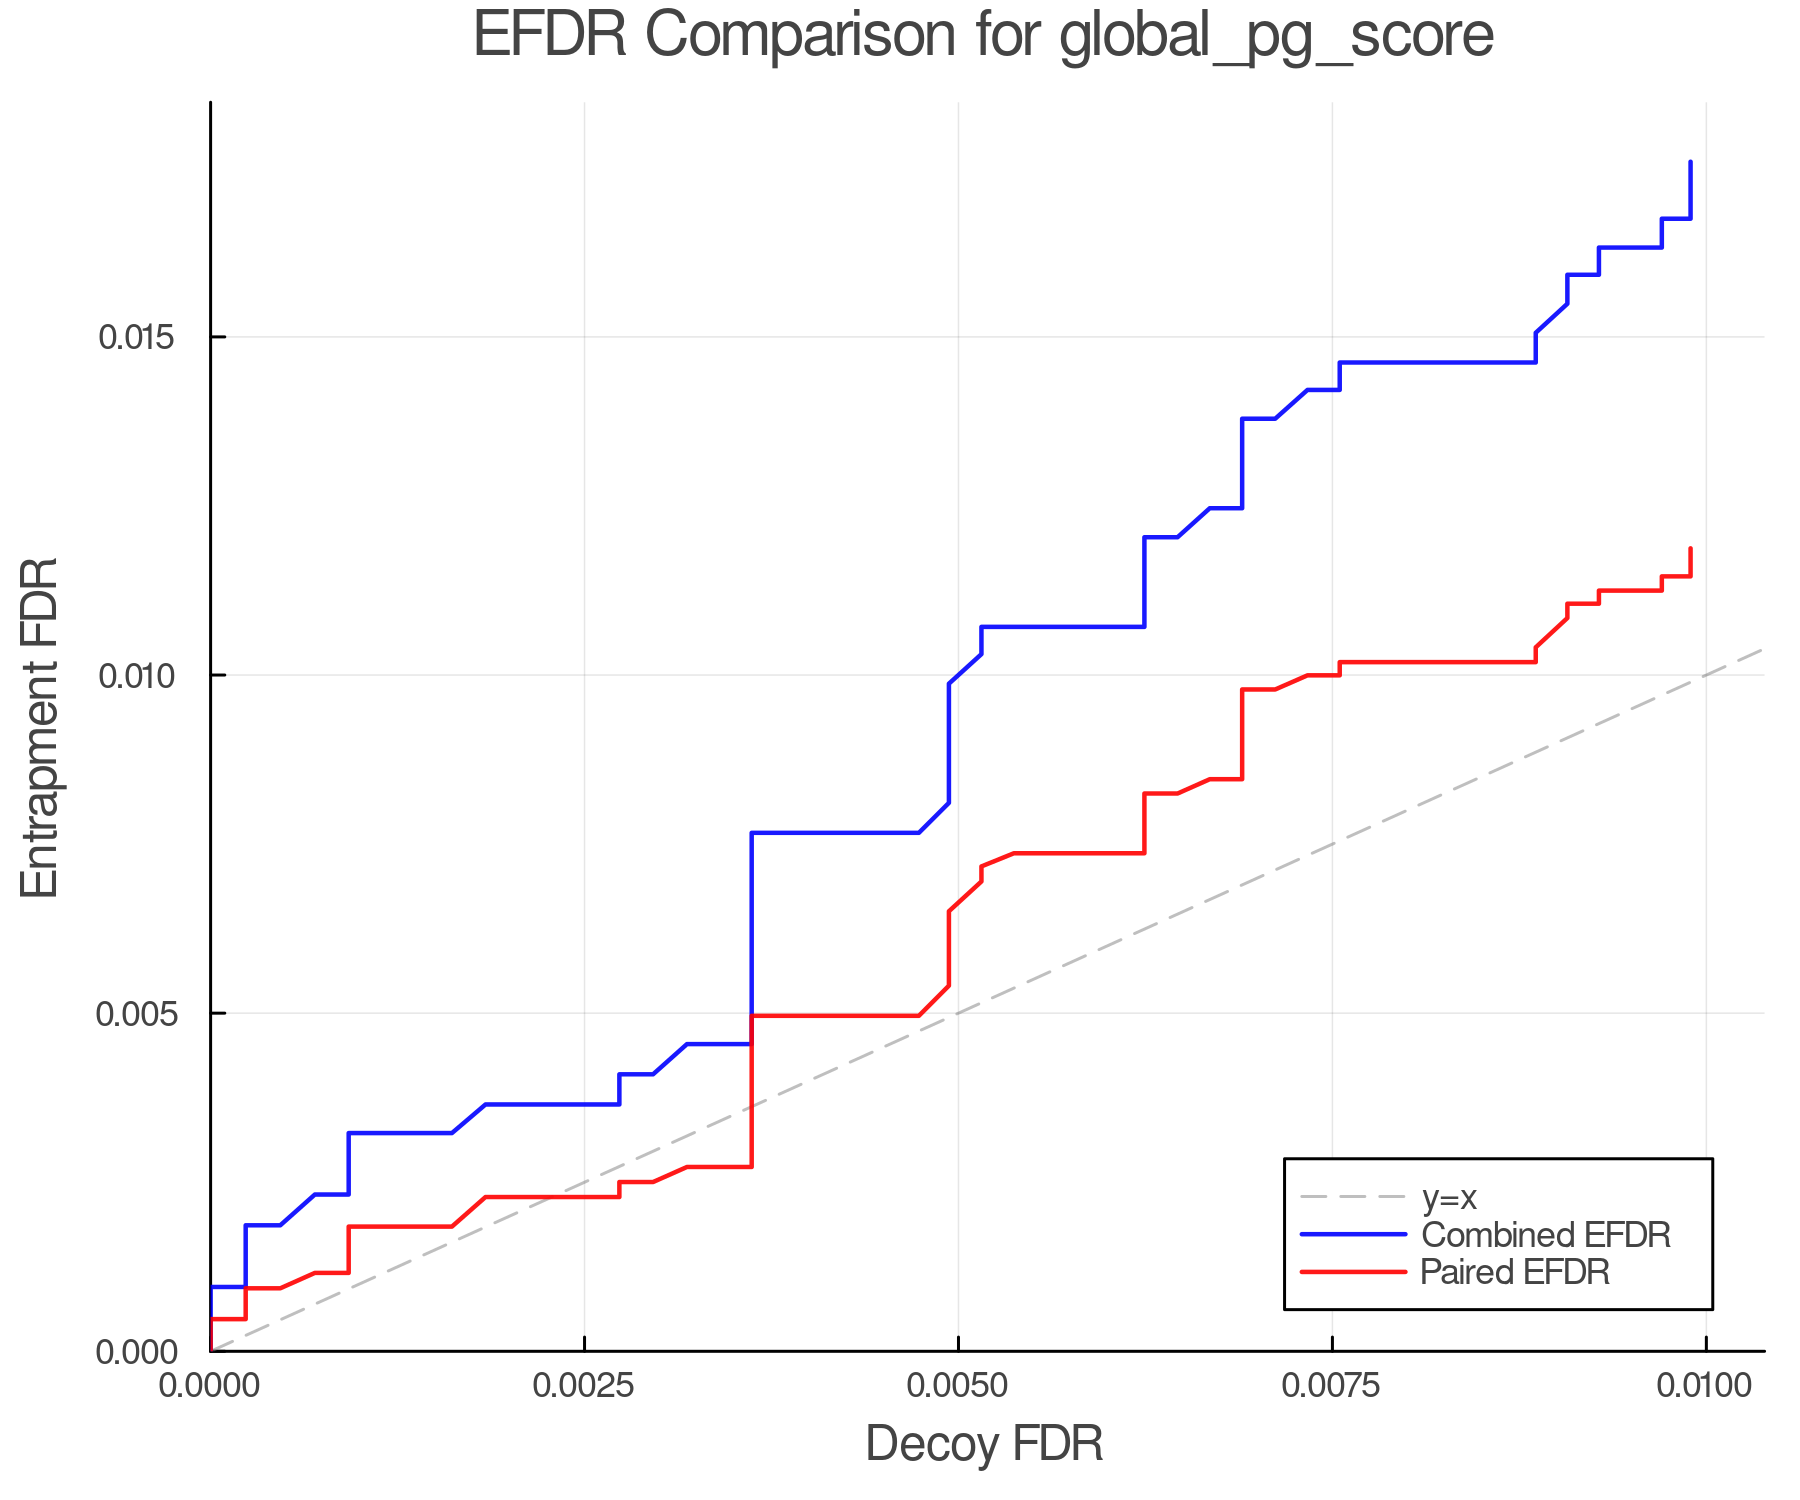 EFDR Comparison for global_pg_score
Entrapment FDR
0.015
0.010
0.005
0.000
0.0000
0.0025
0.0050
0.0075
0.0100
Decoy FDR
y=x
Combined EFDR
Paired EFDR